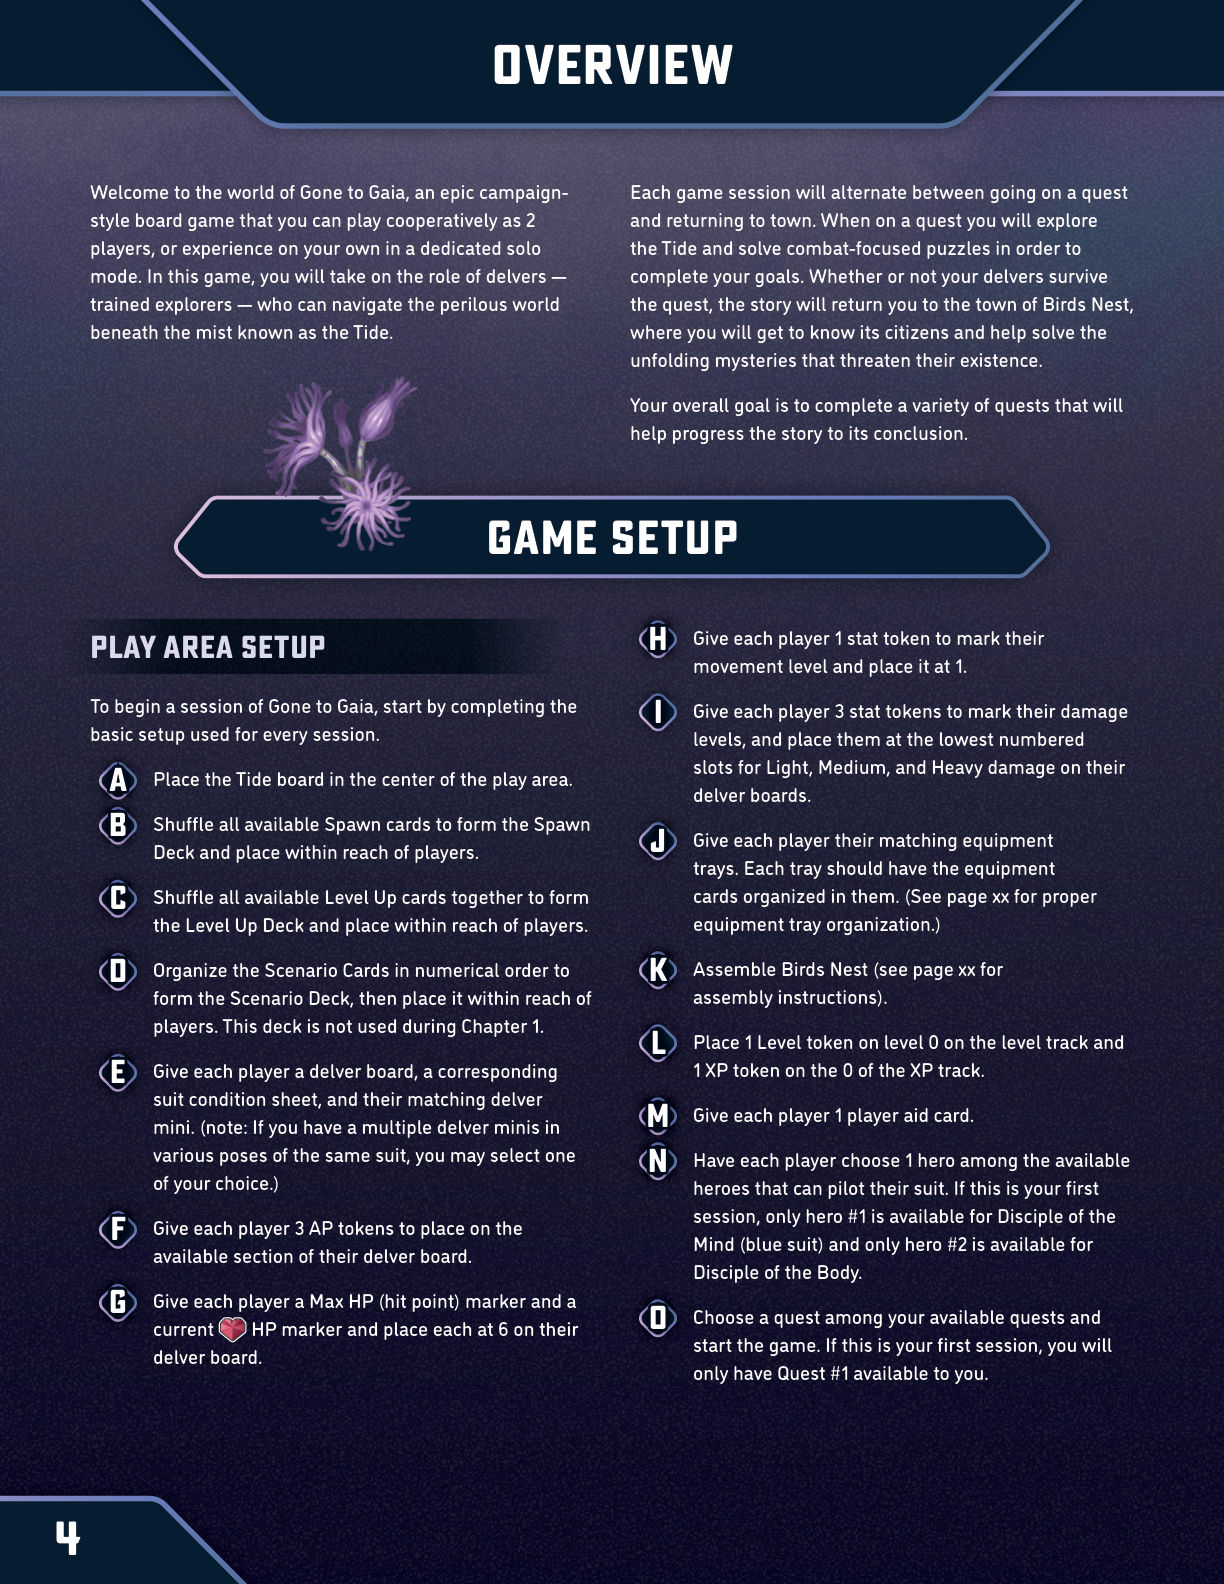 OVERVIEW
Welcome to the world of Gone to Gaia, an epic campaign-
style board game that you can play cooperatively as 2
players, or experience on your own in a dedicated solo
mode. In this game, you will take on the role of delvers —
trained explorers — who can navigate the perilous world
beneath the mist known as the Tide.
Each game session will alternate between going on a quest
and returning to town. When on a quest you will explore
the Tide and solve combat-focused puzzles in order to
complete your goals. Whether or not your delvers survive
the quest, the story will return you to the town of Birds Nest,
where you will get to know its citizens and help solve the
unfolding mysteries that threaten their existence.
Your overall goal is to complete a variety of quests that will
help progress the story to its conclusion.
GAME SETUP
PLAY AREA SETUP
To begin a session of Gone to Gaia, start by completing the
basic setup used for every session.
A Place the Tide board in the center of the play area.
B Shuffle all available Spawn cards to form the Spawn
Deck and place within reach of players.
C Shuffle all available Level Up cards together to form
the Level Up Deck and place within reach of players.
D Organize the Scenario Cards in numerical order to
form the Scenario Deck, then place it within reach of
players. This deck is not used during Chapter 1.
E Give each player a delver board, a corresponding
suit condition sheet, and their matching delver
mini. (note: If you have a multiple delver minis in
various poses of the same suit, you may select one
of your choice.)
F Give each player 3 AP tokens to place on the
available section of their delver board.
G Give each player a Max HP (hit point) marker and a
current HP marker and place each at 6 on their
delver board.
H Give each player 1 stat token to mark their
movement level and place it at 1.
I Give each player 3 stat tokens to mark their damage
levels, and place them at the lowest numbered
slots for Light, Medium, and Heavy damage on their
delver boards.
J Give each player their matching equipment
trays. Each tray should have the equipment
cards organized in them. (See page xx for proper
equipment tray organization.)
K Assemble Birds Nest (see page xx for
assembly instructions).
L Place 1 Level token on level 0 on the level track and
1 XP token on the 0 of the XP track.
M Give each player 1 player aid card.
N Have each player choose 1 hero among the available
heroes that can pilot their suit. If this is your first
session, only hero #1 is available for Disciple of the
Mind (blue suit) and only hero #2 is available for
Disciple of the Body.
O Choose a quest among your available quests and
start the game. If this is your first session, you will
only have Quest #1 available to you.
4